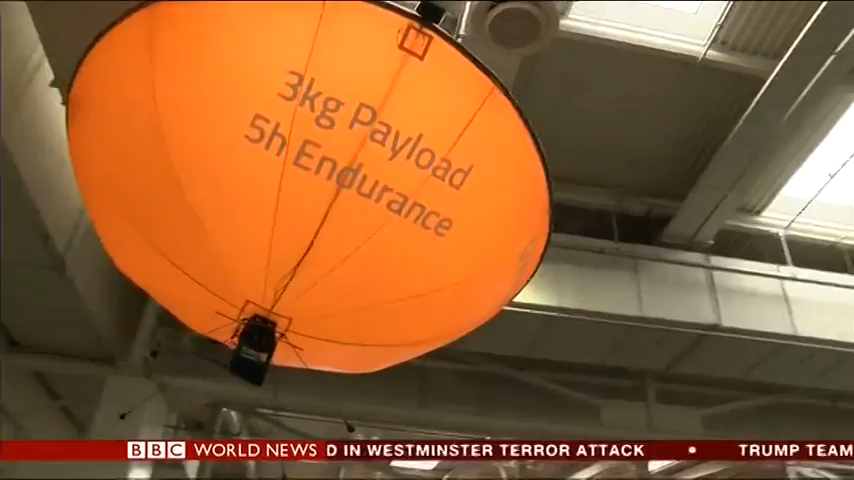 3kg Payload
5h Endurance
BBC WORLD NEWS D IN WESTMINSTER TERROR ATTACK • TRUMP TEAM